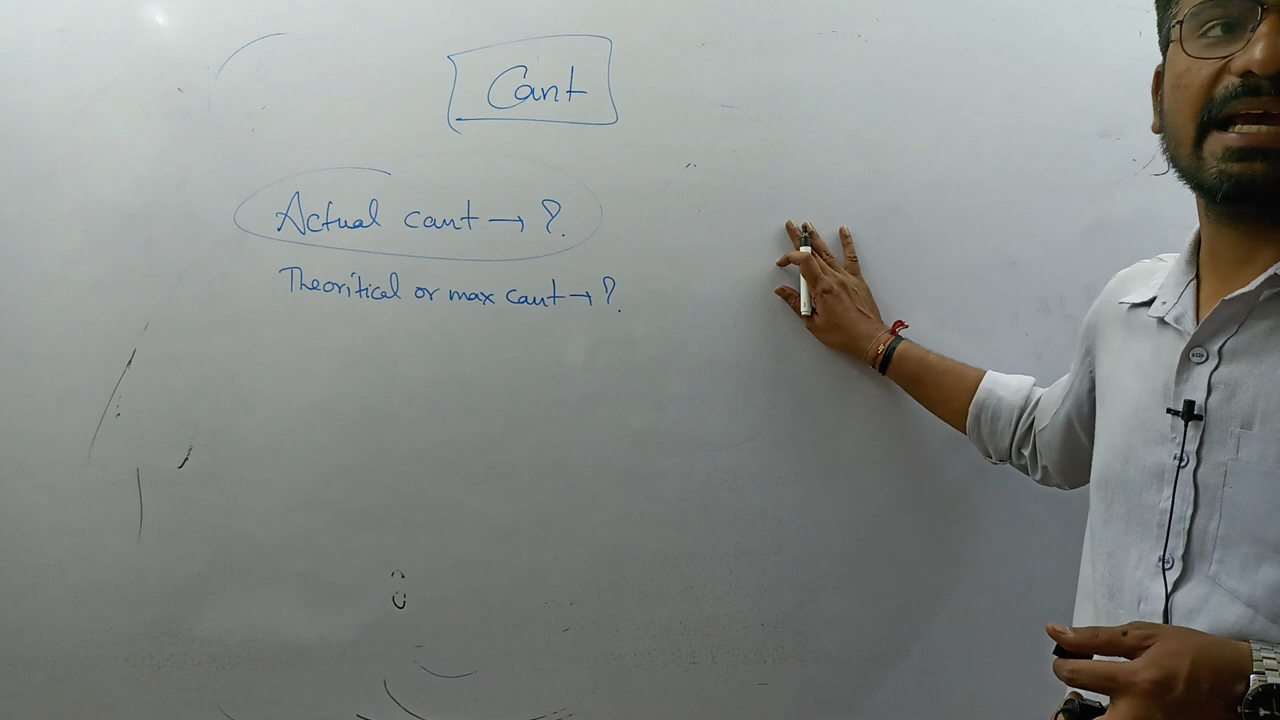 Cant
Actual cant → ?
Theoritical or max cant → ?